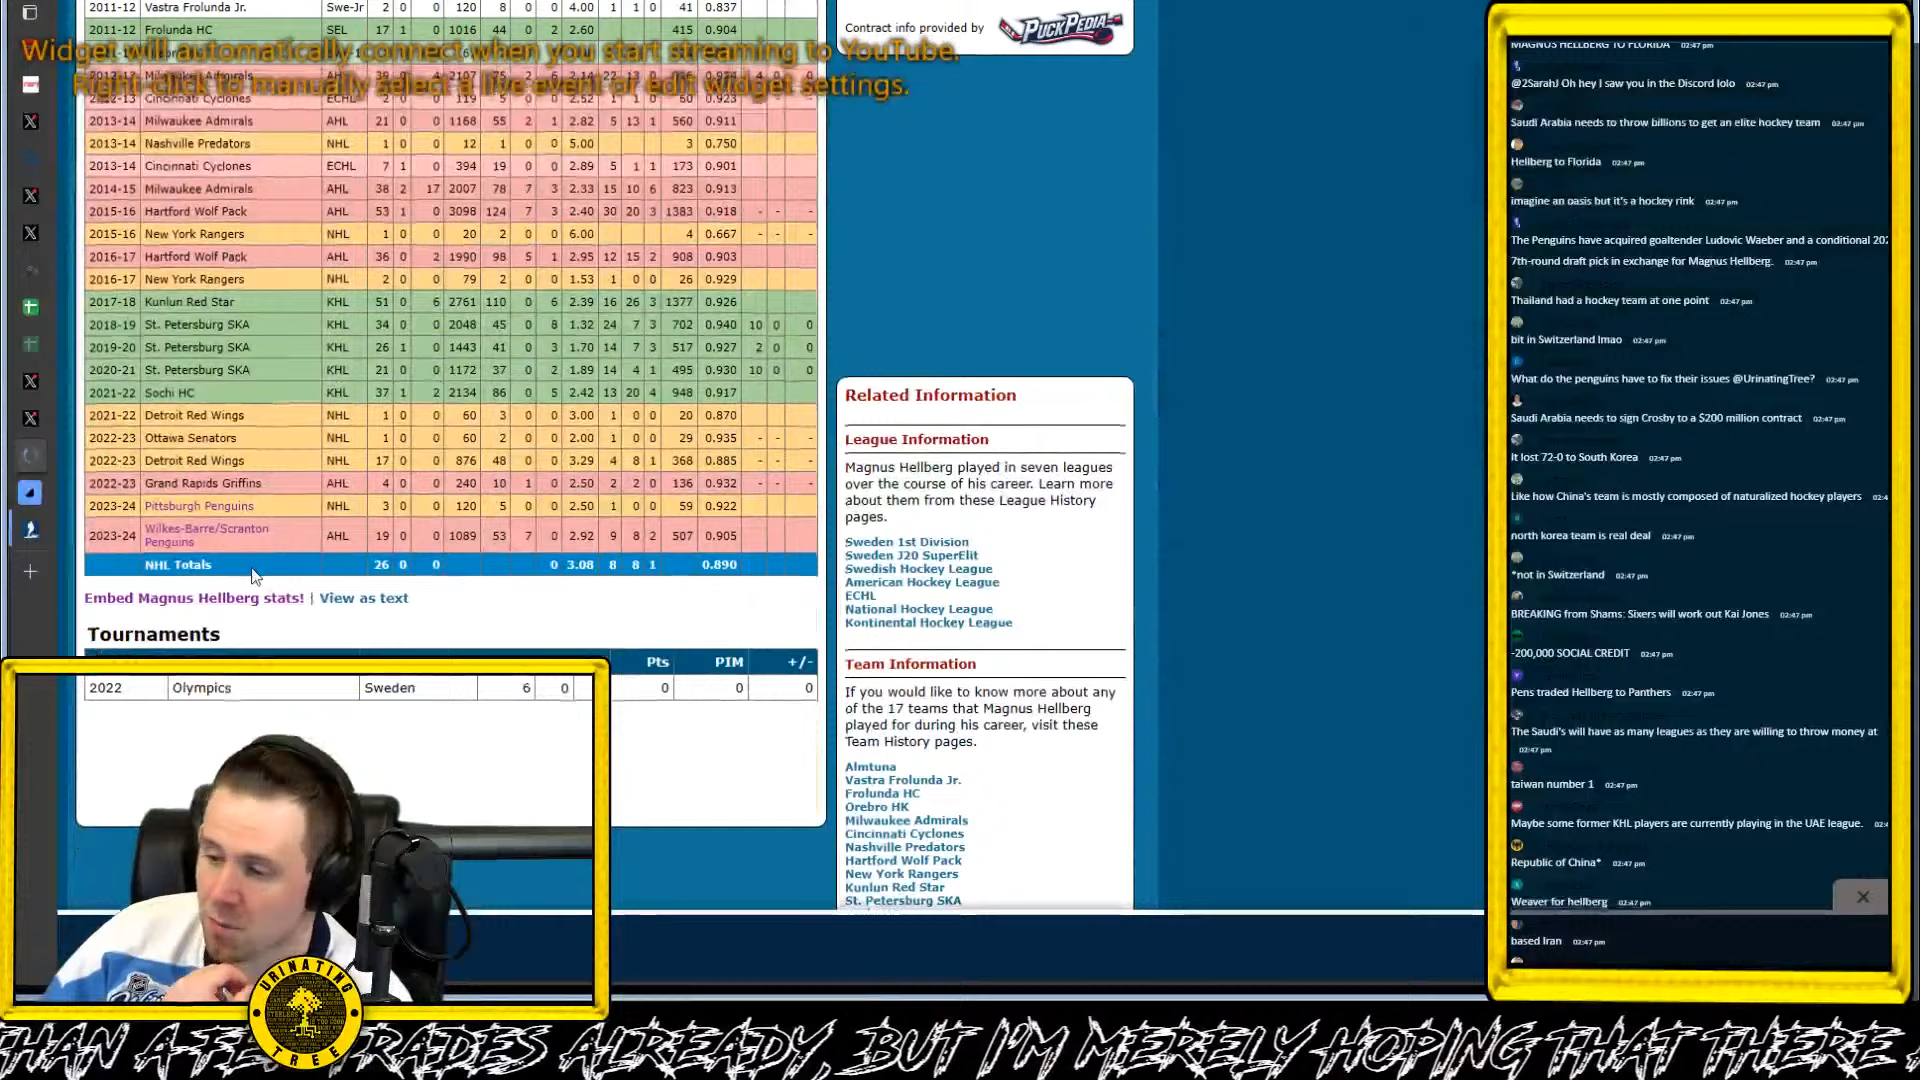 2011-12 Vastra Frolunda Jr. Swe-Jr 2 0 0 120 8 0 0 4.00 1 1 0 41 0.837
2011-12 Frolunda HC SEL 17 1 0 1016 44 0 2 2.60 415 0.904
Widget will automatically connect when you start streaming to YouTube.
Right-click to manually select a live event or edit widget settings.
2013-14 Milwaukee Admirals AHL 21 0 0 1168 55 2 1 2.82 5 13 1 560 0.911
2013-14 Nashville Predators NHL 1 0 0 12 1 0 0 5.00 3 0.750
2013-14 Cincinnati Cyclones ECHL 7 1 0 394 19 0 0 2.89 5 1 1 173 0.901
2014-15 Milwaukee Admirals AHL 38 2 17 2007 78 7 3 2.33 15 10 6 823 0.913
2015-16 Hartford Wolf Pack AHL 53 1 0 3098 124 7 3 2.40 30 20 3 1383 0.918 - - -
2015-16 New York Rangers NHL 1 0 0 20 2 0 0 6.00 4 0.667 - - -
2016-17 Hartford Wolf Pack AHL 36 0 2 1990 98 5 1 2.95 12 15 2 908 0.903
2016-17 New York Rangers NHL 2 0 0 79 2 0 0 1.53 1 0 0 26 0.929
2017-18 Kunlun Red Star KHL 51 0 6 2761 110 0 6 2.39 16 26 3 1377 0.926
2018-19 St. Petersburg SKA KHL 34 0 0 2048 45 0 8 1.32 24 7 3 702 0.940 10 0 0
2019-20 St. Petersburg SKA KHL 26 1 0 1443 41 0 3 1.70 14 7 3 517 0.927 2 0 0
2020-21 St. Petersburg SKA KHL 21 0 0 1172 37 0 2 1.89 14 4 1 495 0.930 10 0 0
2021-22 Sochi HC KHL 37 1 2 2134 86 0 5 2.42 13 20 4 948 0.917
2021-22 Detroit Red Wings NHL 1 0 0 60 3 0 0 3.00 1 0 0 20 0.870
2022-23 Ottawa Senators NHL 1 0 0 60 2 0 0 2.00 1 0 0 29 0.935 - - -
2022-23 Detroit Red Wings NHL 17 0 0 876 48 0 0 3.29 4 8 1 368 0.885 - - -
2022-23 Grand Rapids Griffins AHL 4 0 0 240 10 1 0 2.50 2 2 0 136 0.932 - - -
2023-24 Pittsburgh Penguins NHL 3 0 0 120 5 0 0 2.50 1 0 0 59 0.922
2023-24 Wilkes-Barre/Scranton
Penguins AHL 19 0 0 1089 53 7 0 2.92 9 8 2 507 0.905
NHL Totals 26 0 0 0 3.08 8 8 1 0.890
Embed Magnus Hellberg stats! | View as text
Tournaments
Pts PIM +/-
2022 Olympics Sweden 6 0 0 0 0
Contract info provided by PUCKPEDIA
Related Information
League Information
Magnus Hellberg played in seven leagues
over the course of his career. Learn more
about them from these League History
pages.
Sweden 1st Division
Sweden J20 SuperElit
Swedish Hockey League
American Hockey League
ECHL
National Hockey League
Kontinental Hockey League
Team Information
If you would like to know more about any
of the 17 teams that Magnus Hellberg
played for during his career, visit these
Team History pages.
Almtuna
Vastra Frolunda Jr.
Frolunda HC
Orebro HK
Milwaukee Admirals
Cincinnati Cyclones
Nashville Predators
Hartford Wolf Pack
New York Rangers
Kunlun Red Star
St. Petersburg SKA
MAGNUS HELLBERG TO FLORIDA 02:47 pm
@2SarahJ Oh hey I saw you in the Discord lolo 02:47 pm
Saudi Arabia needs to throw billions to get an elite hockey team 02:47 pm
Hellberg to Florida 02:47 pm
imagine an oasis but it's a hockey rink 02:47 pm
The Penguins have acquired goaltender Ludovic Waeber and a conditional 202
7th-round draft pick in exchange for Magnus Hellberg. 02:47 pm
Thailand had a hockey team at one point 02:47 pm
bit in Switzerland lmao 02:47 pm
What do the penguins have to fix their issues @UrinatingTree? 02:47 pm
Saudi Arabia needs to sign Crosby to a $200 million contract 02:47 pm
It lost 72-0 to South Korea 02:47 pm
Like how China's team is mostly composed of naturalized hockey players 02:4
north korea team is real deal 02:47 pm
*not in Switzerland 02:47 pm
BREAKING from Shams: Sixers will work out Kai Jones 02:47 pm
-200,000 SOCIAL CREDIT 02:47 pm
Pens traded Hellberg to Panthers 02:47 pm
The Saudi's will have as many leagues as they are willing to throw money at
02:47 pm
taiwan number 1 02:47 pm
Maybe some former KHL players are currently playing in the UAE league. 02:4
Republic of China* 02:47 pm
Weaver for hellberg 02:47 pm
based Iran 02:47 pm
URINATING
TREE
HAN A FEW TRADES ALREADY, BUT I'M MERELY HOPING THAT THERE